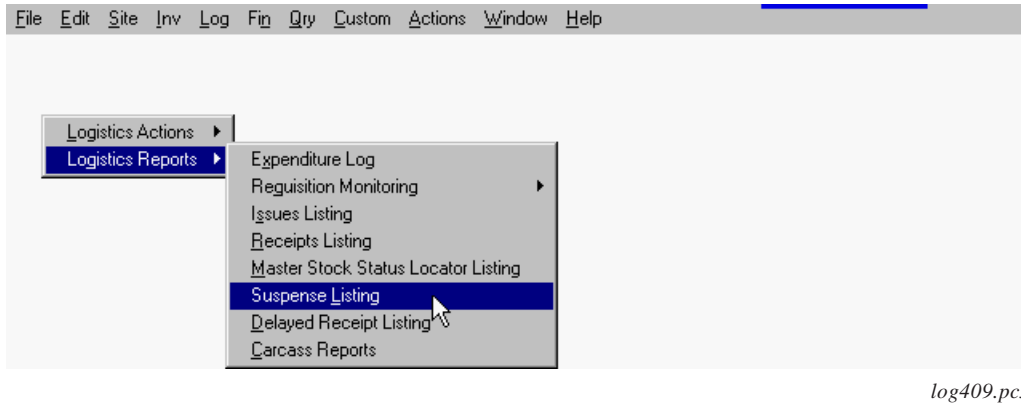 File Edit Site Inv Log Fin Qry Custom Actions Window Help
Logistics Actions
Logistics Reports
Expenditure Log
Reguisition Monitoring
Issues Listing
Receipts Listing
Master Stock Status Locator Listing
Suspense Listing
Delayed Receipt Listing
Carcass Reports
log409.pc